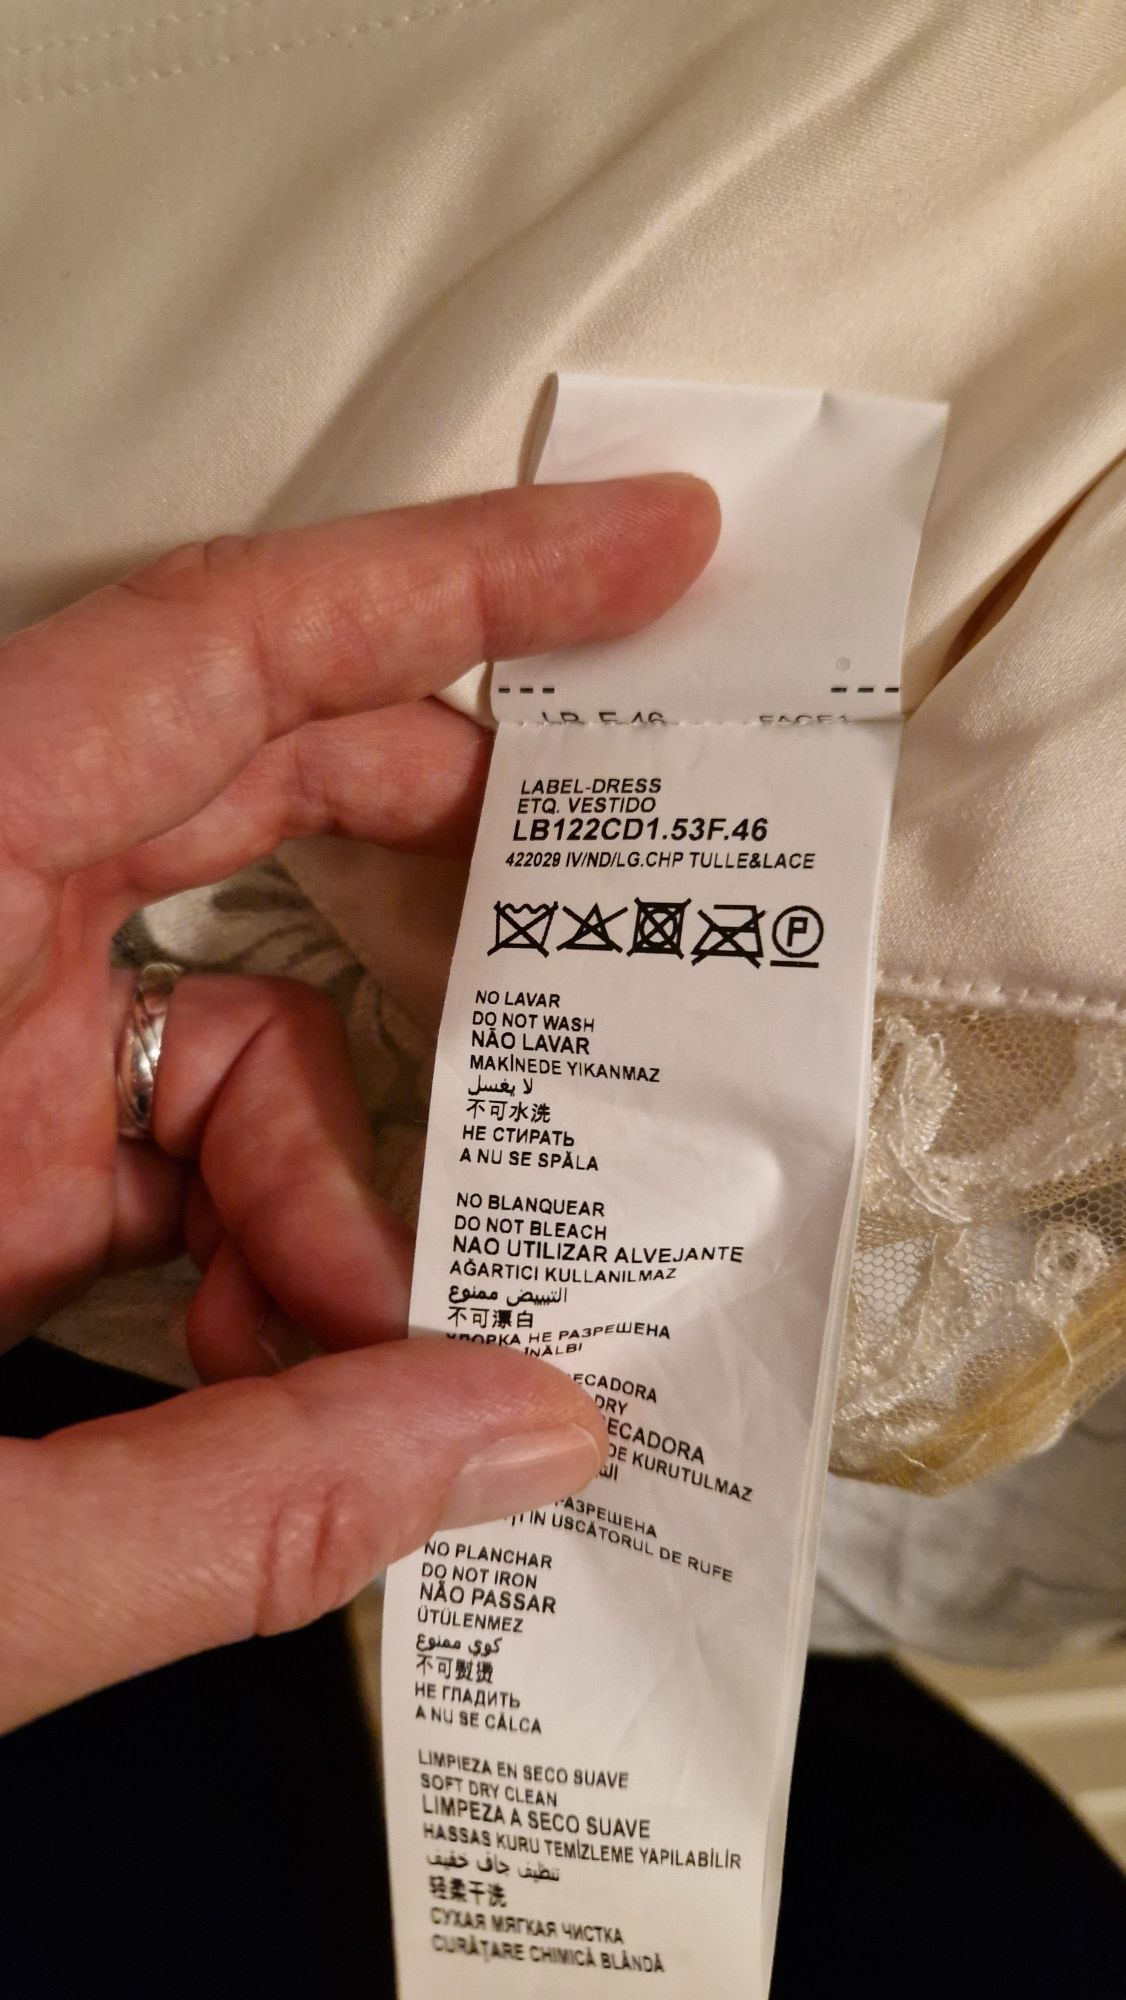 LABEL-DRESS
ETQ. VESTIDO
LB122CD1.53F.46
422029 IV/ND/LG.CHP TULLE&LACE
P
NO LAVAR
DO NOT WASH
NÃO LAVAR
MAKİNEDE YIKANMAZ
لا يغسل
不可水洗
НЕ СТИРАТЬ
A NU SE SPĂLA
NO BLANQUEAR
DO NOT BLEACH
NAO UTILIZAR ALVEJANTE
AĞARTICI KULLANILMAZ
التبييض ممنوع
不可漂白
НЕ РАЗРЕШЕНА
DRY
KURUTULMAZ
IN USCĂTORUL DE RUFE
NO PLANCHAR
DO NOT IRON
NÃO PASSAR
ÜTÜLENMEZ
كوي ممنوع
不可熨烫
НЕ ГЛАДИТЬ
A NU SE CĂLCA
LIMPIEZA EN SECO SUAVE
SOFT DRY CLEAN
LIMPEZA A SECO SUAVE
HASSAS KURU TEMİZLEME YAPILABİLİR
تنظيف جاف خفيف
轻柔干洗
СУХАЯ МЯГКАЯ ЧИСТКА
CURĂŢARE CHIMICĂ BLÂNDĂ